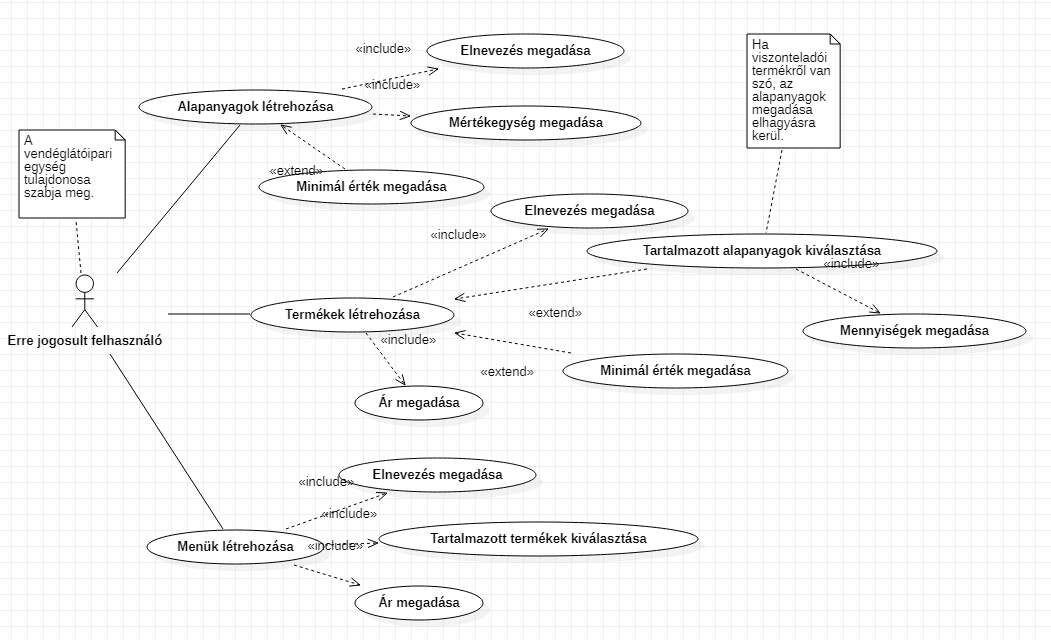 «include»
Elnevezés megadása
Ha
viszonteladói
termékről van
szó, az
alapanyagok
megadása
elhagyásra
kerül.
«include»
Alapanyagok létrehozása
Mértékegység megadása
A
vendéglátóipari
egység
tulajdonosa
szabja meg.
«extend»
Minimál érték megadása
Elnevezés megadása
«include»
Tartalmazott alapanyagok kiválasztása
«include»
Termékek létrehozása
«extend»
Mennyiségek megadása
Erre jogosult felhasználó
«include»
«extend»
Minimál érték megadása
Ár megadása
Elnevezés megadása
«include»
«include»
Menük létrehozása
«include»
Tartalmazott termékek kiválasztása
Ár megadása